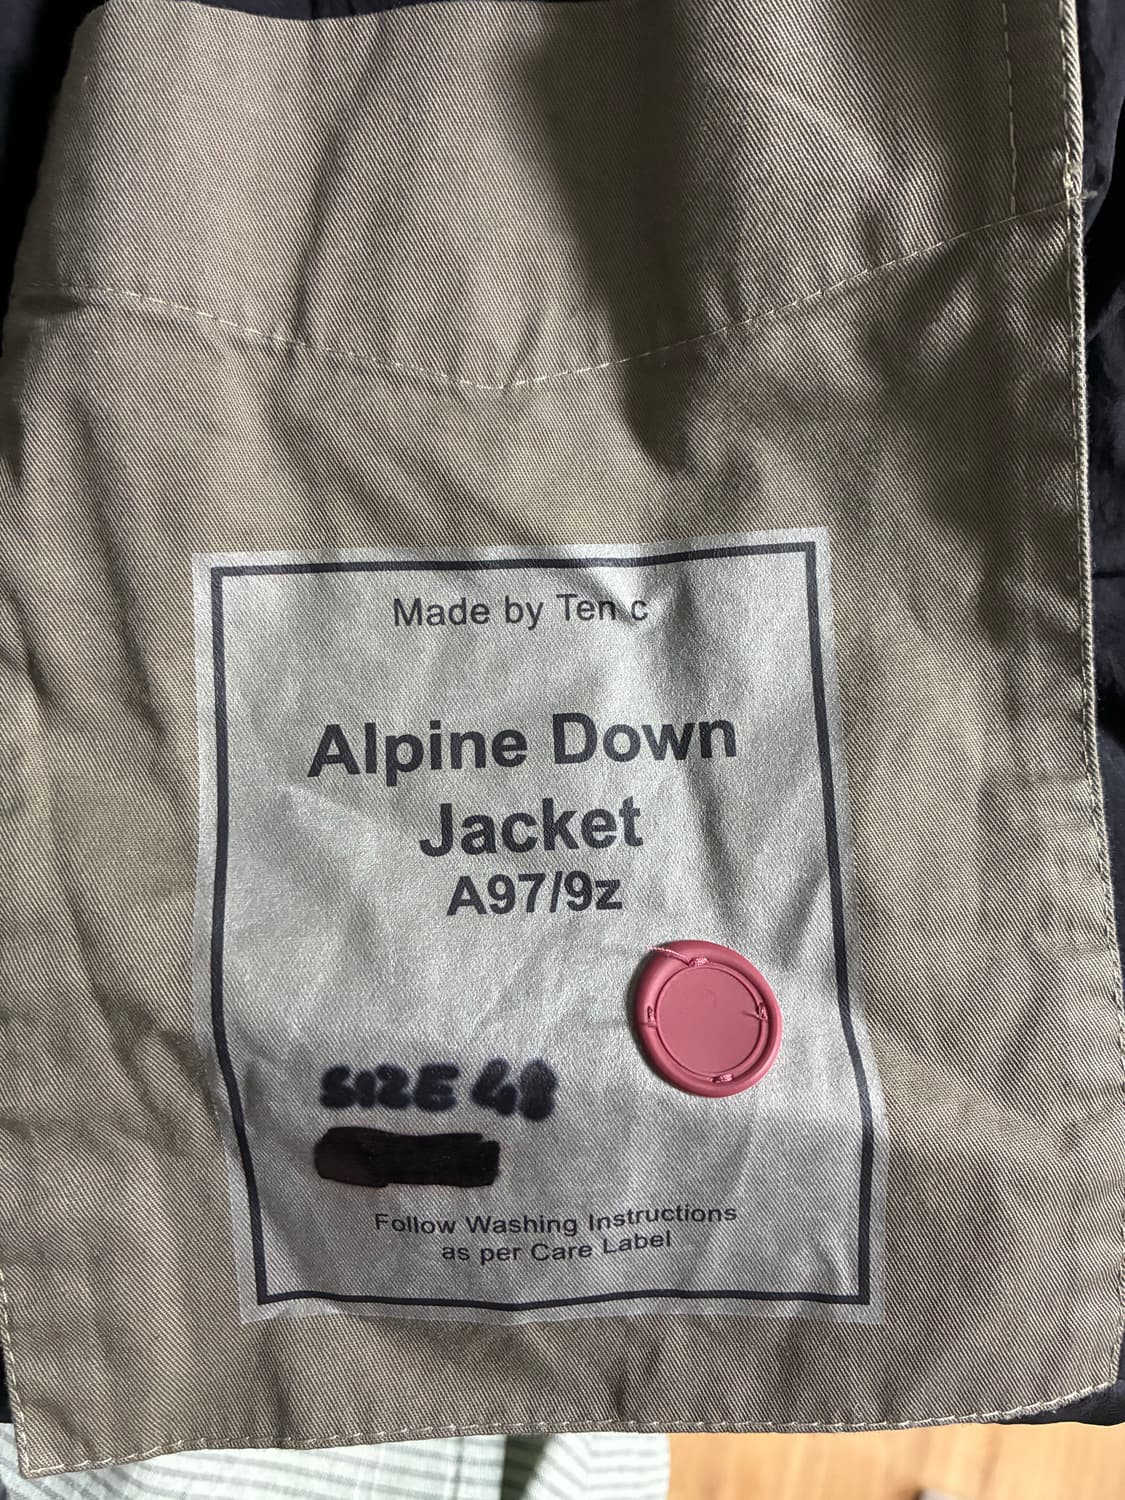 Made by Ten c
Alpine Down
Jacket
A97/9z
SIZE 48
Follow Washing Instructions
as per Care Label